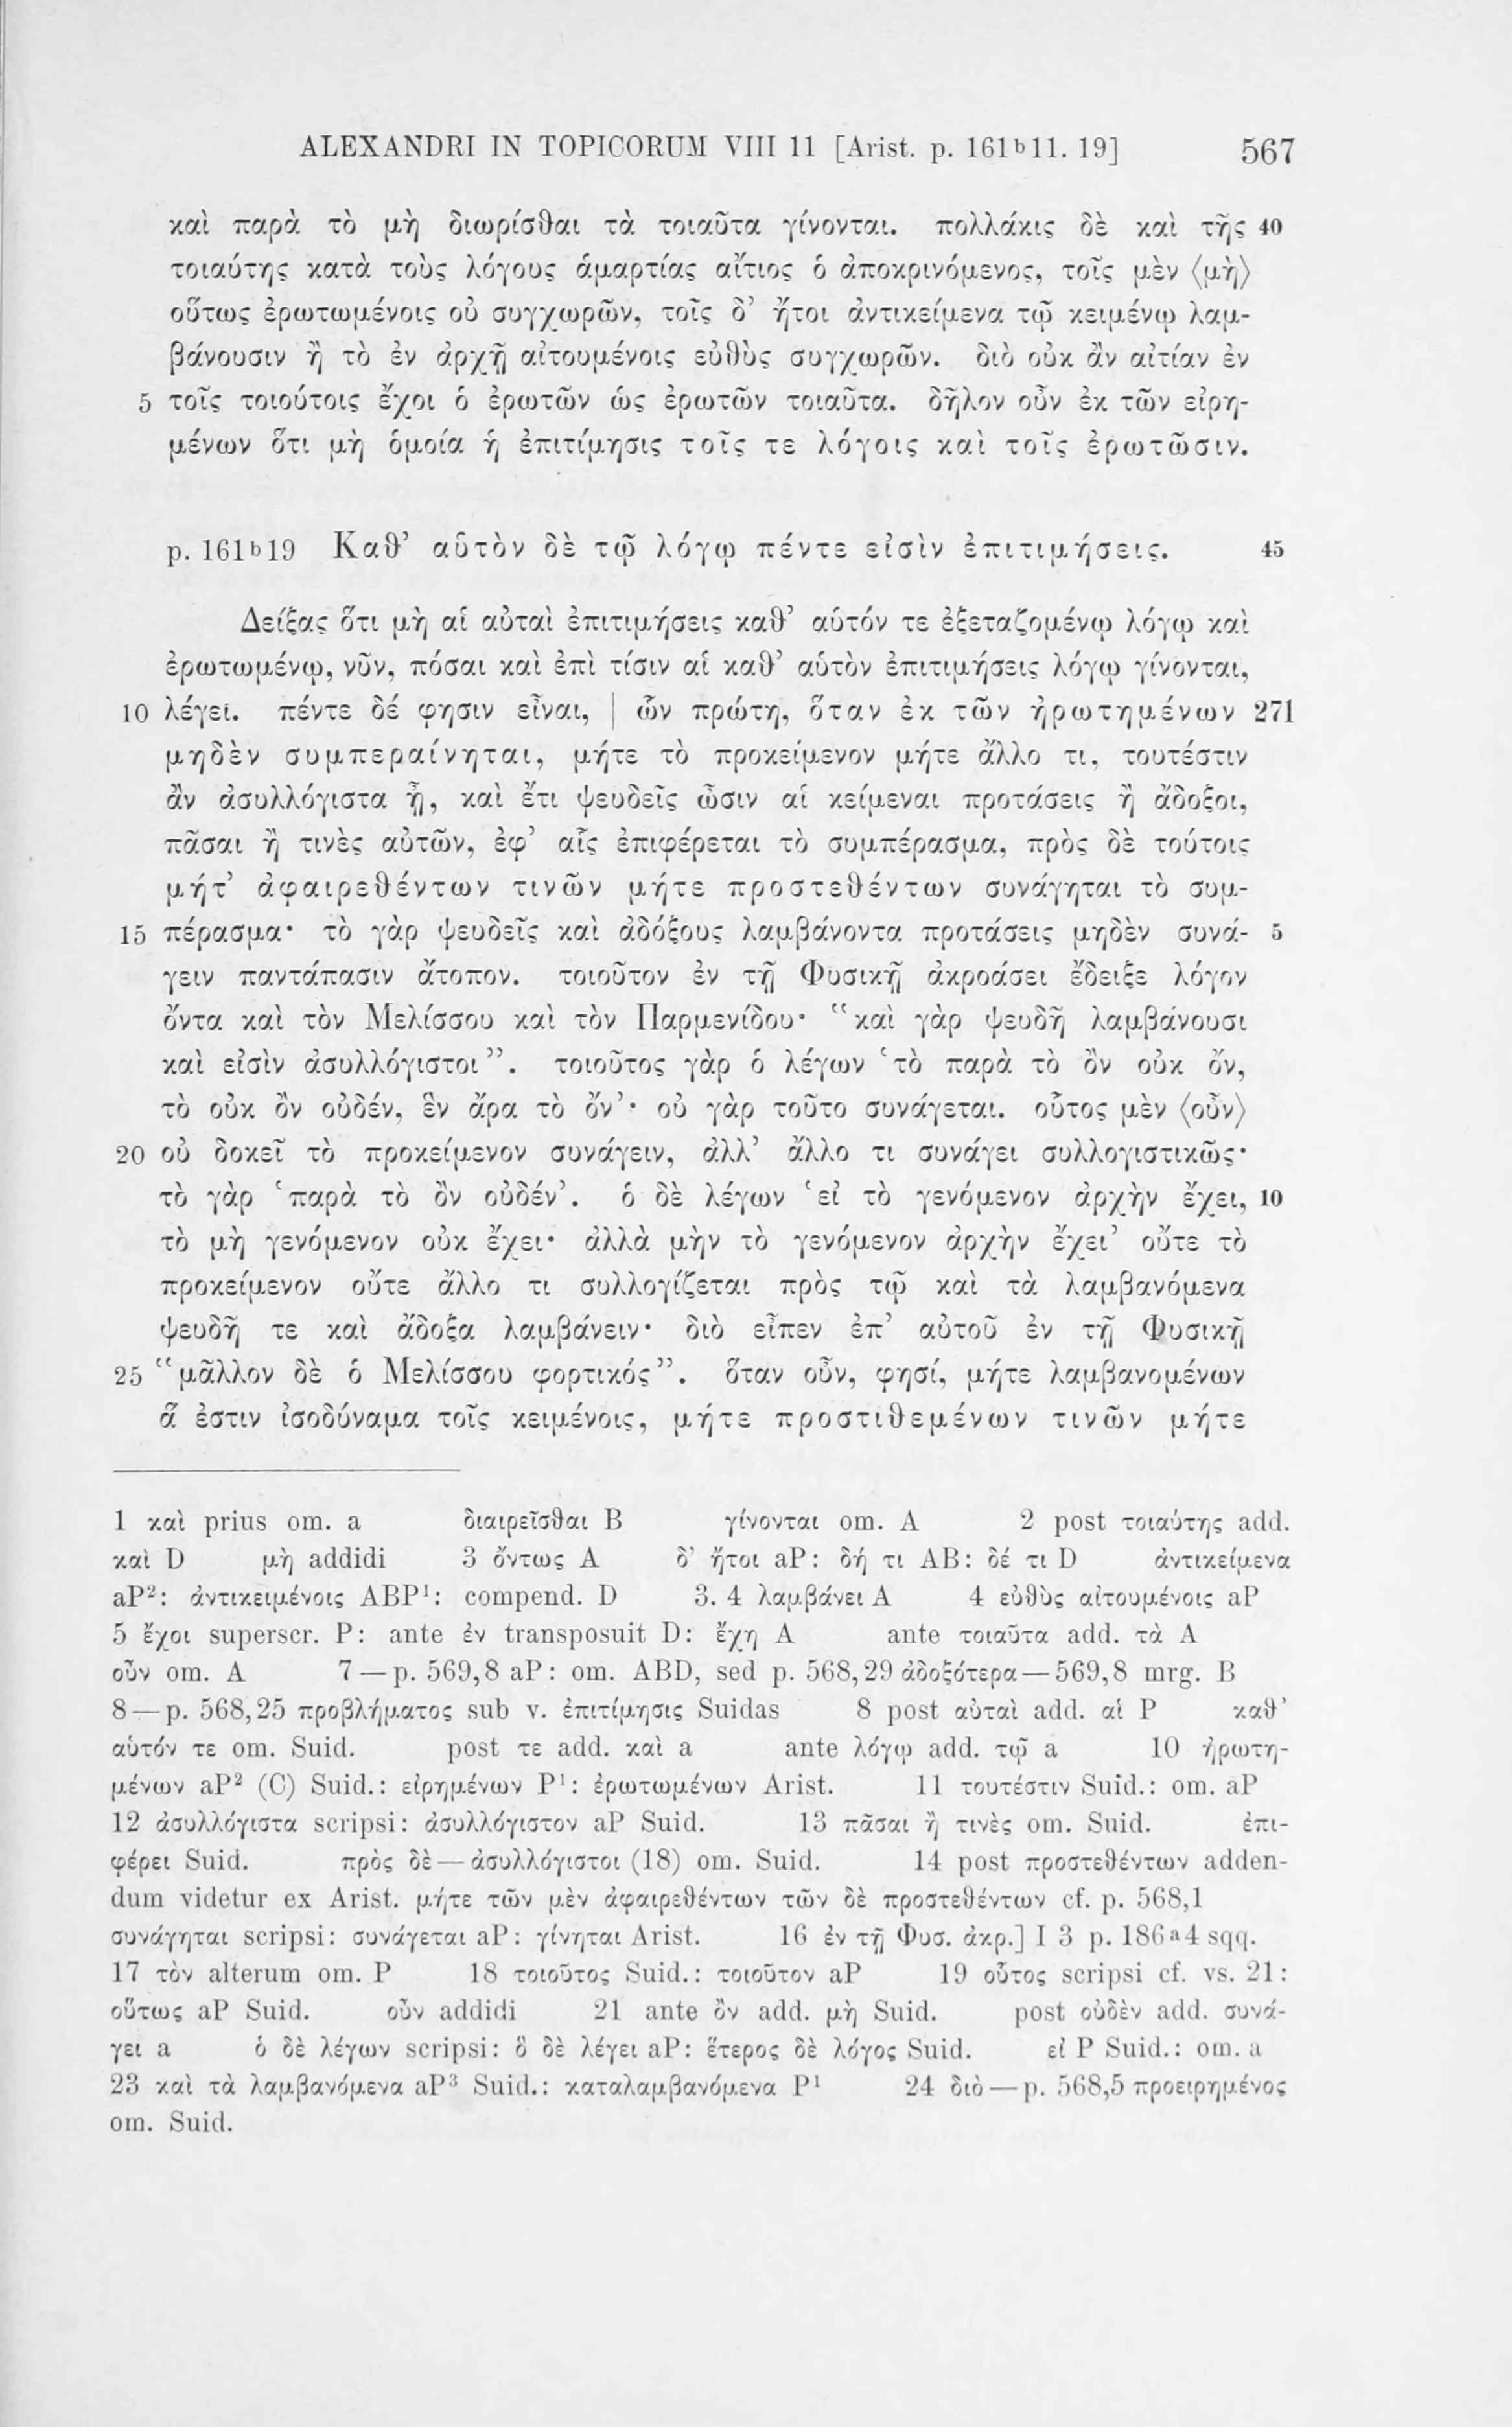 ALEXANDRI IN TOPICORUM VIII 11 [Arist. p. 161ᵇ11. 19] 567
καὶ παρὰ τὸ μὴ διωρίσθαι τὰ τοιαῦτα γίνονται. πολλάκις δὲ καὶ τῆς 40
τοιαύτης κατὰ τοὺς λόγους ἁμαρτίας αἴτιος ὁ ἀποκρινόμενος, τοῖς μὲν ⟨μὴ⟩
οὕτως ἐρωτωμένοις οὐ συγχωρῶν, τοῖς δ’ ἤτοι ἀντικείμενα τῷ κειμένῳ λαμ-
βάνουσιν ἢ τὸ ἐν ἀρχῇ αἰτουμένοις εὐθὺς συγχωρῶν. διὸ οὐκ ἂν αἰτίαν ἐν
5 τοῖς τοιούτοις ἔχοι ὁ ἐρωτῶν ὡς ἐρωτῶν τοιαῦτα. δῆλον οὖν ἐκ τῶν εἰρη-
μένων ὅτι μὴ ὁμοία ἡ ἐπιτίμησις τοῖς τε λόγοις καὶ τοῖς ἐρωτῶσιν.
p. 161ᵇ19 Καθ’ αὑτὸν δὲ τῷ λόγῳ πέντε εἰσὶν ἐπιτιμήσεις. 45
Δείξας ὅτι μὴ αἱ αὐταὶ ἐπιτιμήσεις καθ’ αὑτόν τε ἐξεταζομένῳ λόγῳ καὶ
ἐρωτωμένῳ, νῦν, πόσαι καὶ ἐπὶ τίσιν αἱ καθ’ αὑτὸν ἐπιτιμήσεις λόγῳ γίνονται,
10 λέγει. πέντε δέ φησιν εἶναι, | ὧν πρώτη, ὅταν ἐκ τῶν ἠρωτημένων 271
μηδὲν συμπεραίνηται, μήτε τὸ προκείμενον μήτε ἄλλο τι, τουτέστιν
ἂν ἀσυλλόγιστα ᾖ, καὶ ἔτι ψευδεῖς ὦσιν αἱ κείμεναι προτάσεις ἢ ἄδοξοι,
πᾶσαι ἢ τινὲς αὐτῶν, ἐφ’ αἷς ἐπιφέρεται τὸ συμπέρασμα, πρὸς δὲ τούτοις
μήτ’ ἀφαιρεθέντων τινῶν μήτε προστεθέντων συνάγηται τὸ συμ-
15 πέρασμα· τὸ γὰρ ψευδεῖς καὶ ἀδόξους λαμβάνοντα προτάσεις μηδὲν συνά- 5
γειν παντάπασιν ἄτοπον. τοιοῦτον ἐν τῇ Φυσικῇ ἀκροάσει ἔδειξε λόγον
ὄντα καὶ τὸν Μελίσσου καὶ τὸν Παρμενίδου· “καὶ γὰρ ψευδῆ λαμβάνουσι
καὶ εἰσὶν ἀσυλλόγιστοι”. τοιοῦτος γὰρ ὁ λέγων ‘τὸ παρὰ τὸ ὂν οὐκ ὄν,
τὸ οὐκ ὂν οὐδέν, ἓν ἄρα τὸ ὄν’· οὐ γὰρ τοῦτο συνάγεται. οὗτος μὲν ⟨οὖν⟩
20 οὐ δοκεῖ τὸ προκείμενον συνάγειν, ἀλλ’ ἄλλο τι συνάγει συλλογιστικῶς·
τὸ γὰρ ‘παρὰ τὸ ὂν οὐδέν’. ὁ δὲ λέγων ‘εἰ τὸ γενόμενον ἀρχὴν ἔχει, 10
τὸ μὴ γενόμενον οὐκ ἔχει· ἀλλὰ μὴν τὸ γενόμενον ἀρχὴν ἔχει’ οὔτε τὸ
προκείμενον οὔτε ἄλλο τι συλλογίζεται πρὸς τῷ καὶ τὰ λαμβανόμενα
ψευδῆ τε καὶ ἄδοξα λαμβάνειν· διὸ εἶπεν ἐπ’ αὐτοῦ ἐν τῇ Φυσικῇ
25 “μᾶλλον δὲ ὁ Μελίσσου φορτικός”. ὅταν οὖν, φησί, μήτε λαμβανομένων
ἅ ἐστιν ἰσοδύναμα τοῖς κειμένοις, μήτε προστιθεμένων τινῶν μήτε
1 καὶ prius om. a διαιρεῖσθαι B γίνονται om. A 2 post τοιαύτης add.
καὶ D μὴ addidi 3 ὄντως A δ’ ἤτοι aP: δή τι AB: δέ τι D ἀντικείμενα
aP²: ἀντικειμένοις ABP¹: compend. D 3. 4 λαμβάνει A 4 εὐθὺς αἰτουμένοις aP
5 ἔχοι superscr. P: ante ἐν transposuit D: ἔχη A ante τοιαῦτα add. τὰ A
οὖν om. A 7 — p. 569,8 aP: om. ABD, sed p. 568,29 ἀδοξότερα — 569,8 mrg. B
8 — p. 568,25 προβλήματος sub v. ἐπιτίμησις Suidas 8 post αὐταὶ add. αἱ P καθ’
αὑτόν τε om. Suid. post τε add. καὶ a ante λόγῳ add. τῷ a 10 ἠρωτη-
μένων aP² (C) Suid.: εἰρημένων P¹: ἐρωτωμένων Arist. 11 τουτέστιν Suid.: om. aP
12 ἀσυλλόγιστα scripsi: ἀσυλλόγιστον aP Suid. 13 πᾶσαι ἢ τινὲς om. Suid. ἐπι-
φέρει Suid. πρὸς δὲ — ἀσυλλόγιστοι (18) om. Suid. 14 post προστεθέντων adden-
dum videtur ex Arist. μήτε τῶν μὲν ἀφαιρεθέντων τῶν δὲ προστεθέντων cf. p. 568,1
συνάγηται scripsi: συνάγεται aP: γίνηται Arist. 16 ἐν τῇ Φυσ. ἀκρ.] I 3 p. 186ᵃ4 sqq.
17 τὸν alterum om. P 18 τοιοῦτος Suid.: τοιοῦτον aP 19 οὗτος scripsi cf. vs. 21:
οὕτως aP Suid. οὖν addidi 21 ante ὂν add. μὴ Suid. post οὐδὲν add. συνά-
γει a ὁ δὲ λέγων scripsi: ὃ δὲ λέγει aP: ἕτερος δὲ λόγος Suid. εἰ P Suid.: om. a
23 καὶ τὰ λαμβανόμενα aP³ Suid.: καταλαμβανόμενα P¹ 24 διὸ — p. 568,5 προειρημένος
om. Suid.